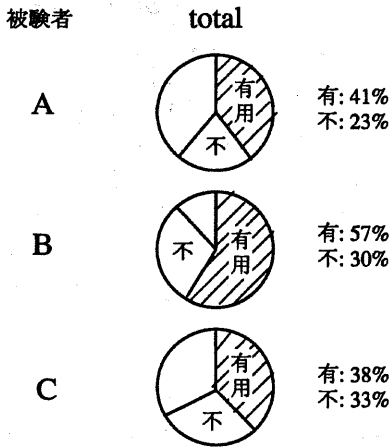 被験者 total
A
有用
不
有: 41%
不: 23%
B
有用
不
有: 57%
不: 30%
C
有用
不
有: 38%
不: 33%